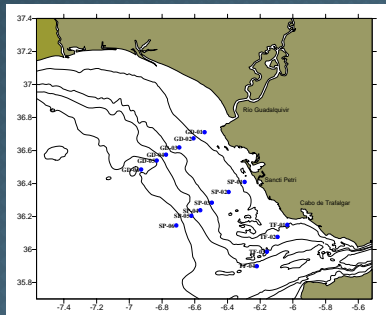 37.4
37.2
37
36.8
36.6
36.4
36.2
36
35.8
Rio Guadalquivir
GD-01
GD-02
GD-03
GD-04
GD-05
GD-06
Sancti Petri
SP-01
SP-02
SP-03
SP-04
SP-05
SP-06
Cabo de Trafalgar
TF-01
TF-02
TF-03
TF-04
-7.4 -7.2 -7 -6.8 -6.6 -6.4 -6.2 -6 -5.8 -5.6